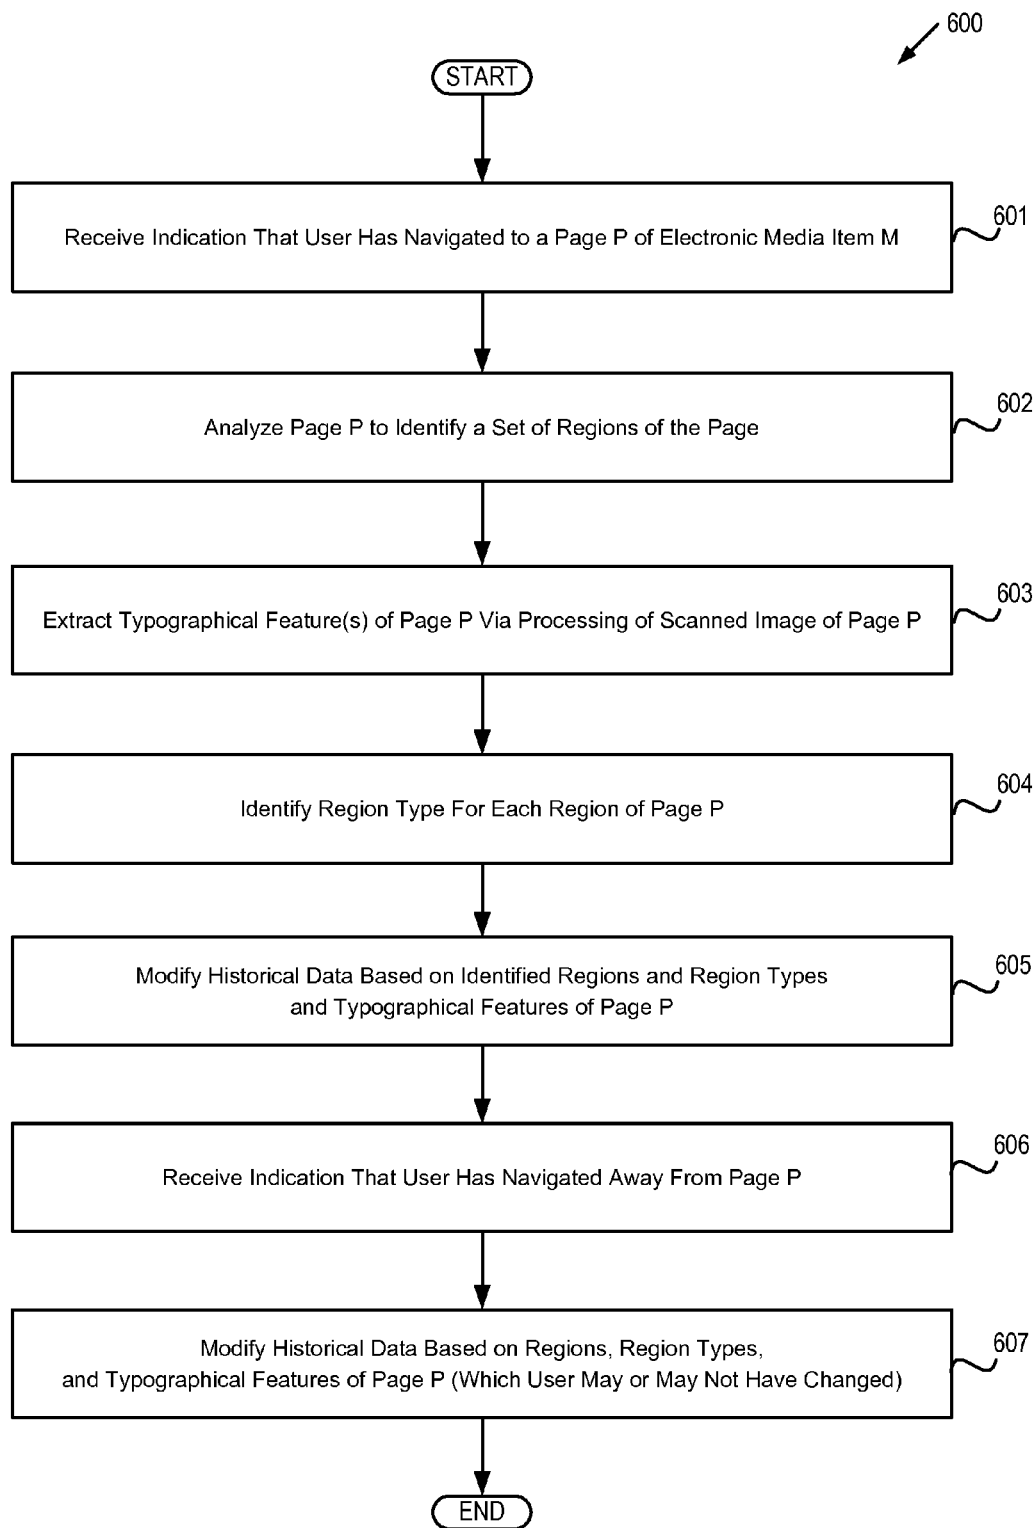 600
START
Receive Indication That User Has Navigated to a Page P of Electronic Media Item M
601
Analyze Page P to Identify a Set of Regions of the Page
602
Extract Typographical Feature(s) of Page P Via Processing of Scanned Image of Page P
603
Identify Region Type For Each Region of Page P
604
Modify Historical Data Based on Identified Regions and Region Types
and Typographical Features of Page P
605
Receive Indication That User Has Navigated Away From Page P
606
Modify Historical Data Based on Regions, Region Types,
and Typographical Features of Page P (Which User May or May Not Have Changed)
607
END